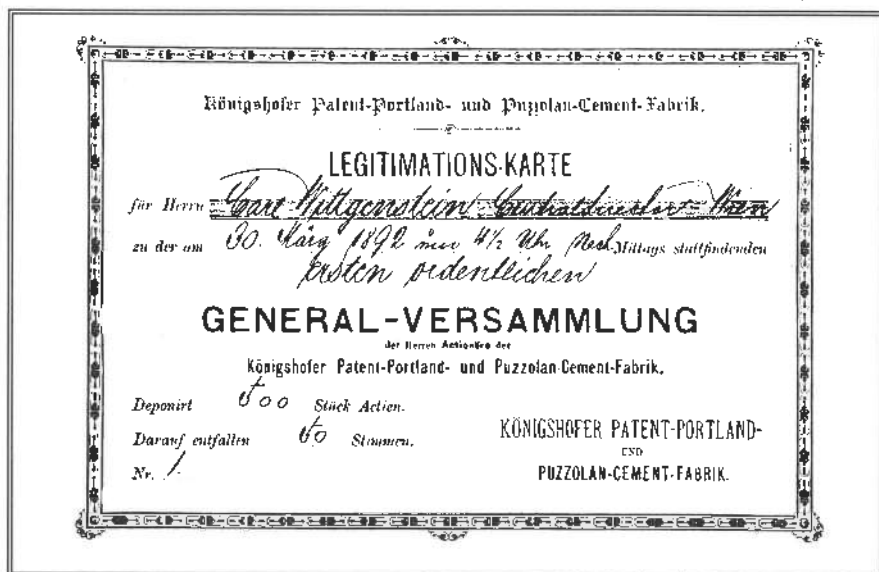 Königshofer Patent-Portland- und Puzzolan-Cement-Fabrik.
LEGITIMATIONS-KARTE
für Herrn Carl Wittgenstein Centraldirector Wien
zu der am 30. März 1892 um 4½ Uhr Nach Mittags stattfindenden
ersten ordentlichen
GENERAL-VERSAMMLUNG
der Herren Actionäre der
Königshofer Patent-Portland- und Puzzolan-Cement-Fabrik.
Deponirt 500 Stück Actien.
Darauf entfallen 50 Stimmen.
Nr. 1.
KÖNIGSHOFER PATENT-PORTLAND-
UND
PUZZOLAN-CEMENT-FABRIK.